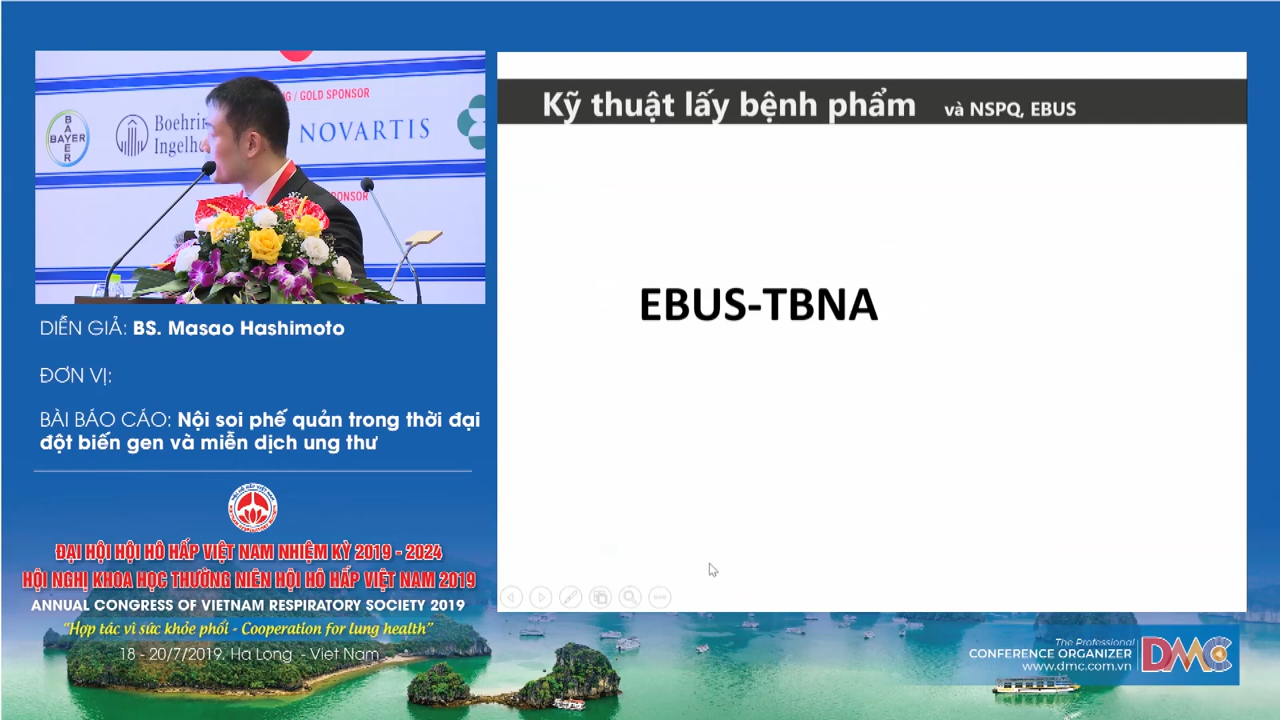 NG / GOLD SPONSOR
BAYER
BAYER
Boehrin
Ingelh
NOVARTIS
SPONSOR
DIỄN GIẢ: BS. Masao Hashimoto
ĐƠN VỊ:
BÀI BÁO CÁO: Nội soi phế quản trong thời đại
đột biến gen và miễn dịch ung thư
ĐẠI HỘI HỘI HÔ HẤP VIỆT NAM NHIỆM KỲ 2019 - 2024
HỘI NGHỊ KHOA HỌC THƯỜNG NIÊN HỘI HÔ HẤP VIỆT NAM 2019
ANNUAL CONGRESS OF VIETNAM RESPIRATORY SOCIETY 2019
“Hợp tác vì sức khỏe phổi - Cooperation for lung health”
18 - 20/7/2019. Ha Long - Viet Nam
Kỹ thuật lấy bệnh phẩm và NSPQ, EBUS
EBUS-TBNA
The Professional
CONFERENCE ORGANIZER
www.dmc.com.vn
DMC